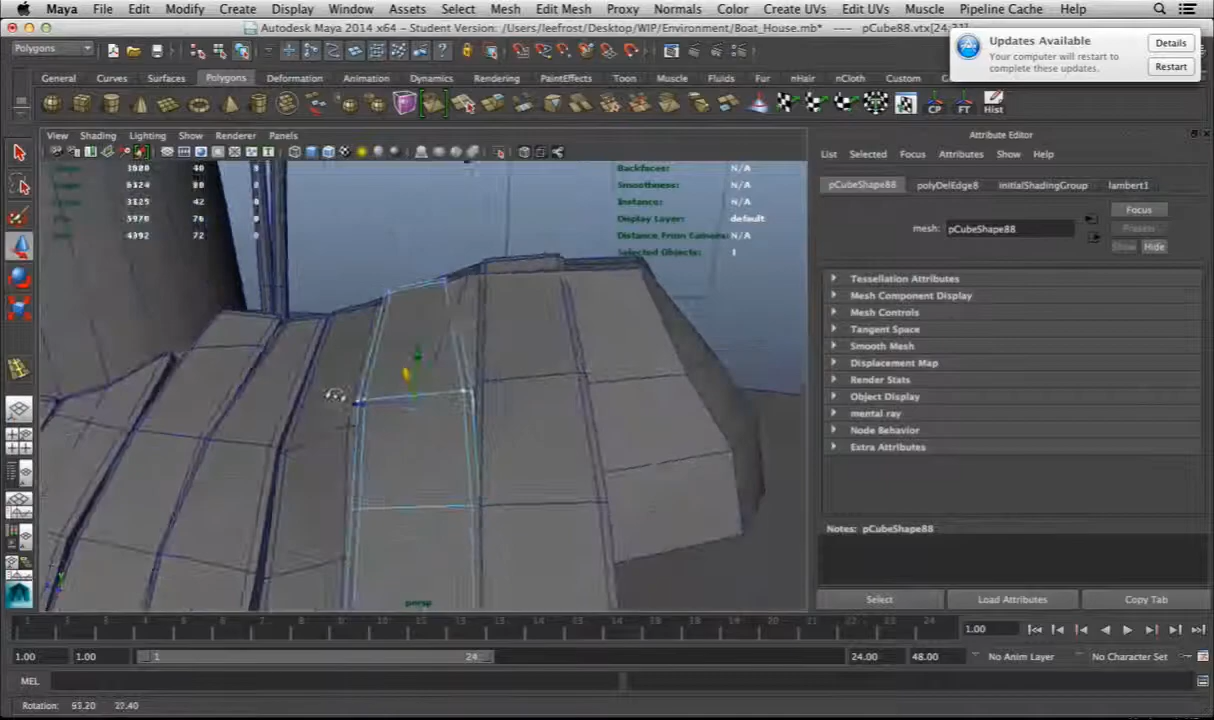 Maya File Edit Modify Create Display Window Assets Select Mesh Edit Mesh Proxy Normals Color Create UVs Edit UVs Muscle Pipeline Cache Help
Autodesk Maya 2014 x64 - Student Version: /Users/leefrost/Desktop/WIP/Environment/Boat_House.mb* --- pCube88.vtx[24:
Updates Available
Your computer will restart to
complete these updates.
Details
Restart
Polygons
General Curves Surfaces Polygons Deformation Animation Dynamics Rendering PaintEffects Toon Muscle Fluids Fur nHair nCloth Custom
CP FT Hist
View Shading Lighting Show Renderer Panels
40
6324
3125 42
5970 76
4392 72
Backfaces: N/A
Smoothness: N/A
Instance: N/A
Display Layer: default
Distance From Camera: N/A
Selected Objects: 1
persp
Attribute Editor
List Selected Focus Attributes Show Help
pCubeShape88 polyDelEdge8 initialShadingGroup lambert1
mesh: pCubeShape88
Focus
Presets
Show Hide
Tessellation Attributes
Mesh Component Display
Mesh Controls
Tangent Space
Smooth Mesh
Displacement Map
Render Stats
Object Display
mental ray
Node Behavior
Extra Attributes
Notes: pCubeShape88
Select Load Attributes Copy Tab
1.00
1.00 1.00 1 24 24.00 48.00 No Anim Layer No Character Set
MEL
Rotation: